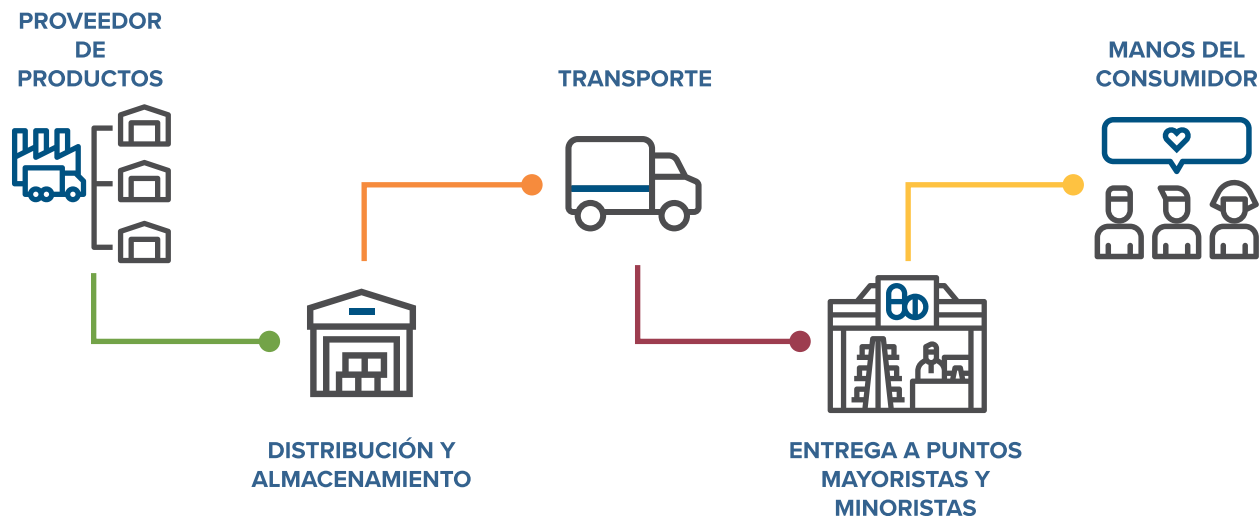 PROVEEDOR
DE
PRODUCTOS
DISTRIBUCIÓN Y
ALMACENAMIENTO
TRANSPORTE
ENTREGA A PUNTOS
MAYORISTAS Y
MINORISTAS
MANOS DEL
CONSUMIDOR